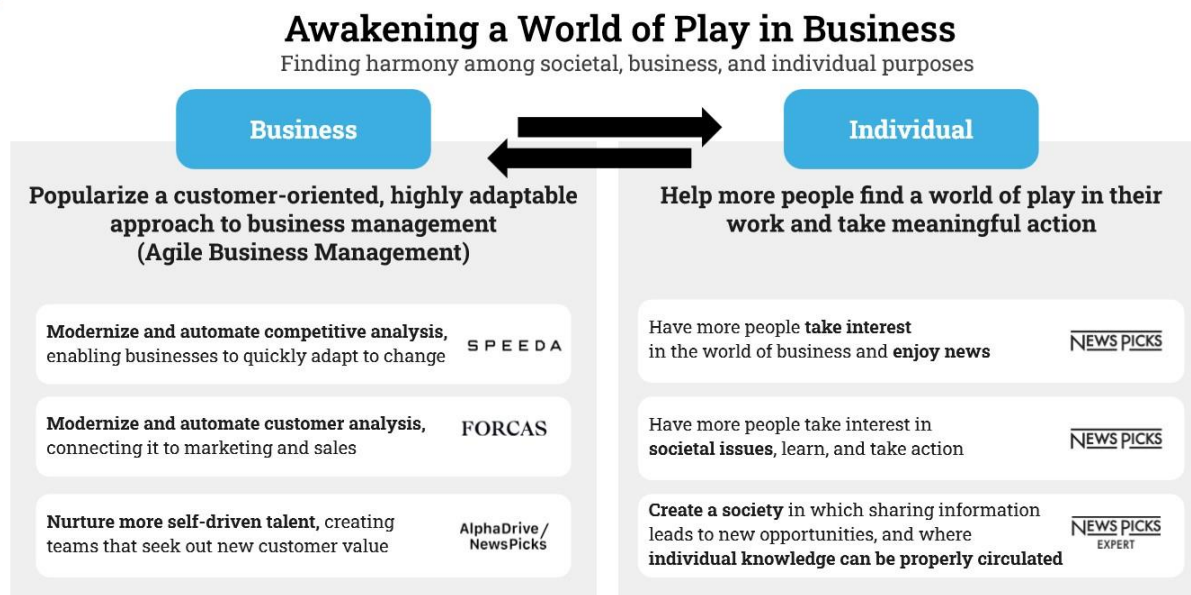 Awakening a World of Play in Business
Finding harmony among societal, business, and individual purposes
Business
Popularize a customer-oriented, highly adaptable
approach to business management
(Agile Business Management)
Modernize and automate competitive analysis,
enabling businesses to quickly adapt to change
SPEEDA
Modernize and automate customer analysis,
connecting it to marketing and sales
FORCAS
Nurture more self-driven talent, creating
teams that seek out new customer value
AlphaDrive/
NewsPicks
Individual
Help more people find a world of play in their
work and take meaningful action
Have more people take interest
in the world of business and enjoy news
NEWS PICKS
Have more people take interest in
societal issues, learn, and take action
NEWS PICKS
Create a society in which sharing information
leads to new opportunities, and where
individual knowledge can be properly circulated
NEWS PICKS
EXPERT